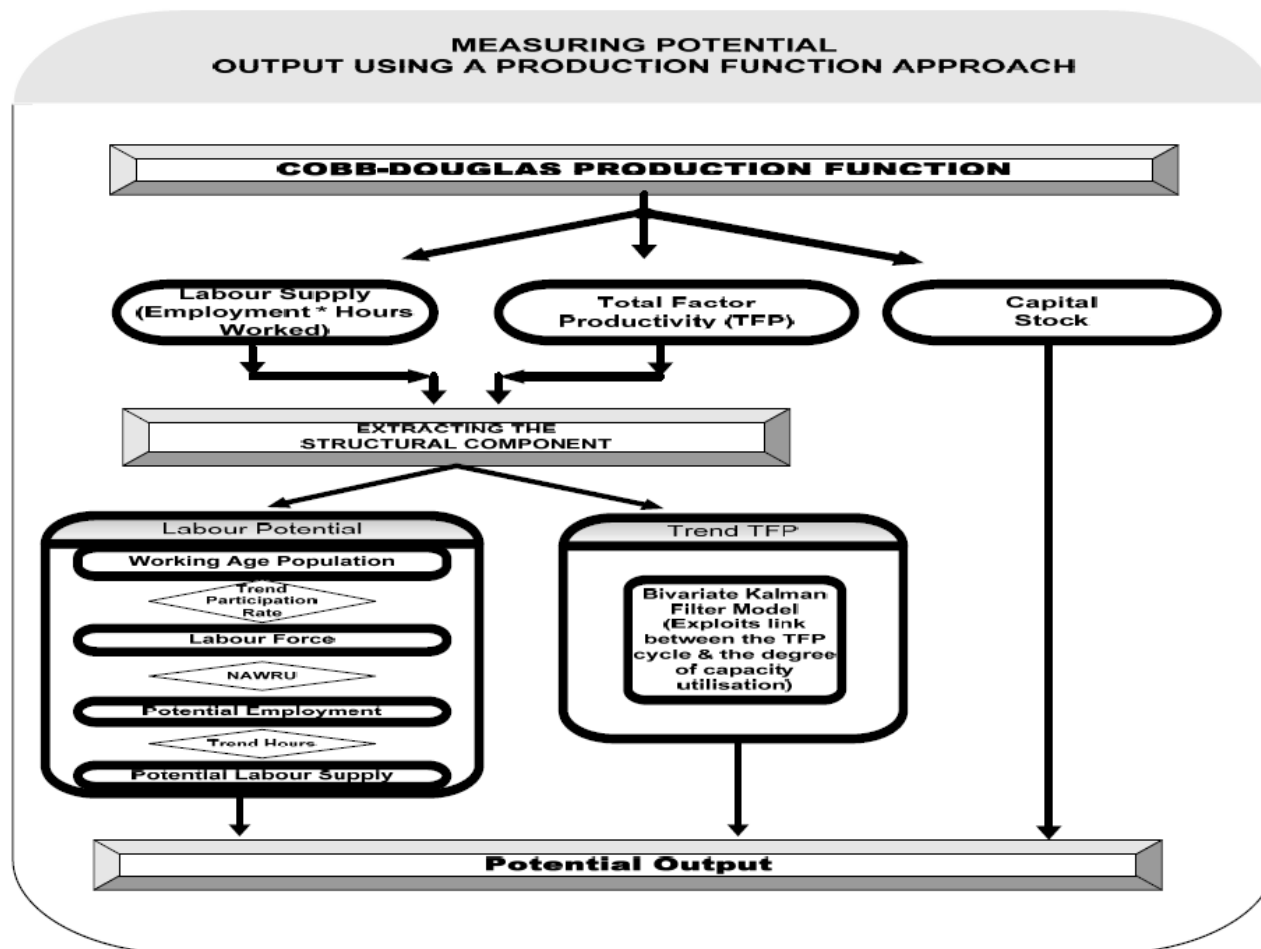 MEASURING POTENTIAL
OUTPUT USING A PRODUCTION FUNCTION APPROACH
COBB-DOUGLAS PRODUCTION FUNCTION
Labour Supply
(Employment * Hours
Worked)
Total Factor
Productivity (TFP)
Capital
Stock
EXTRACTING THE
STRUCTURAL COMPONENT
Labour Potential
Working Age Population
Trend
Participation
Rate
Labour Force
NAWRU
Potential Employment
Trend Hours
Potential Labour Supply
Trend TFP
Bivariate Kalman
Filter Model
(Exploits link
between the TFP
cycle & the degree
of capacity
utilisation)
Potential Output